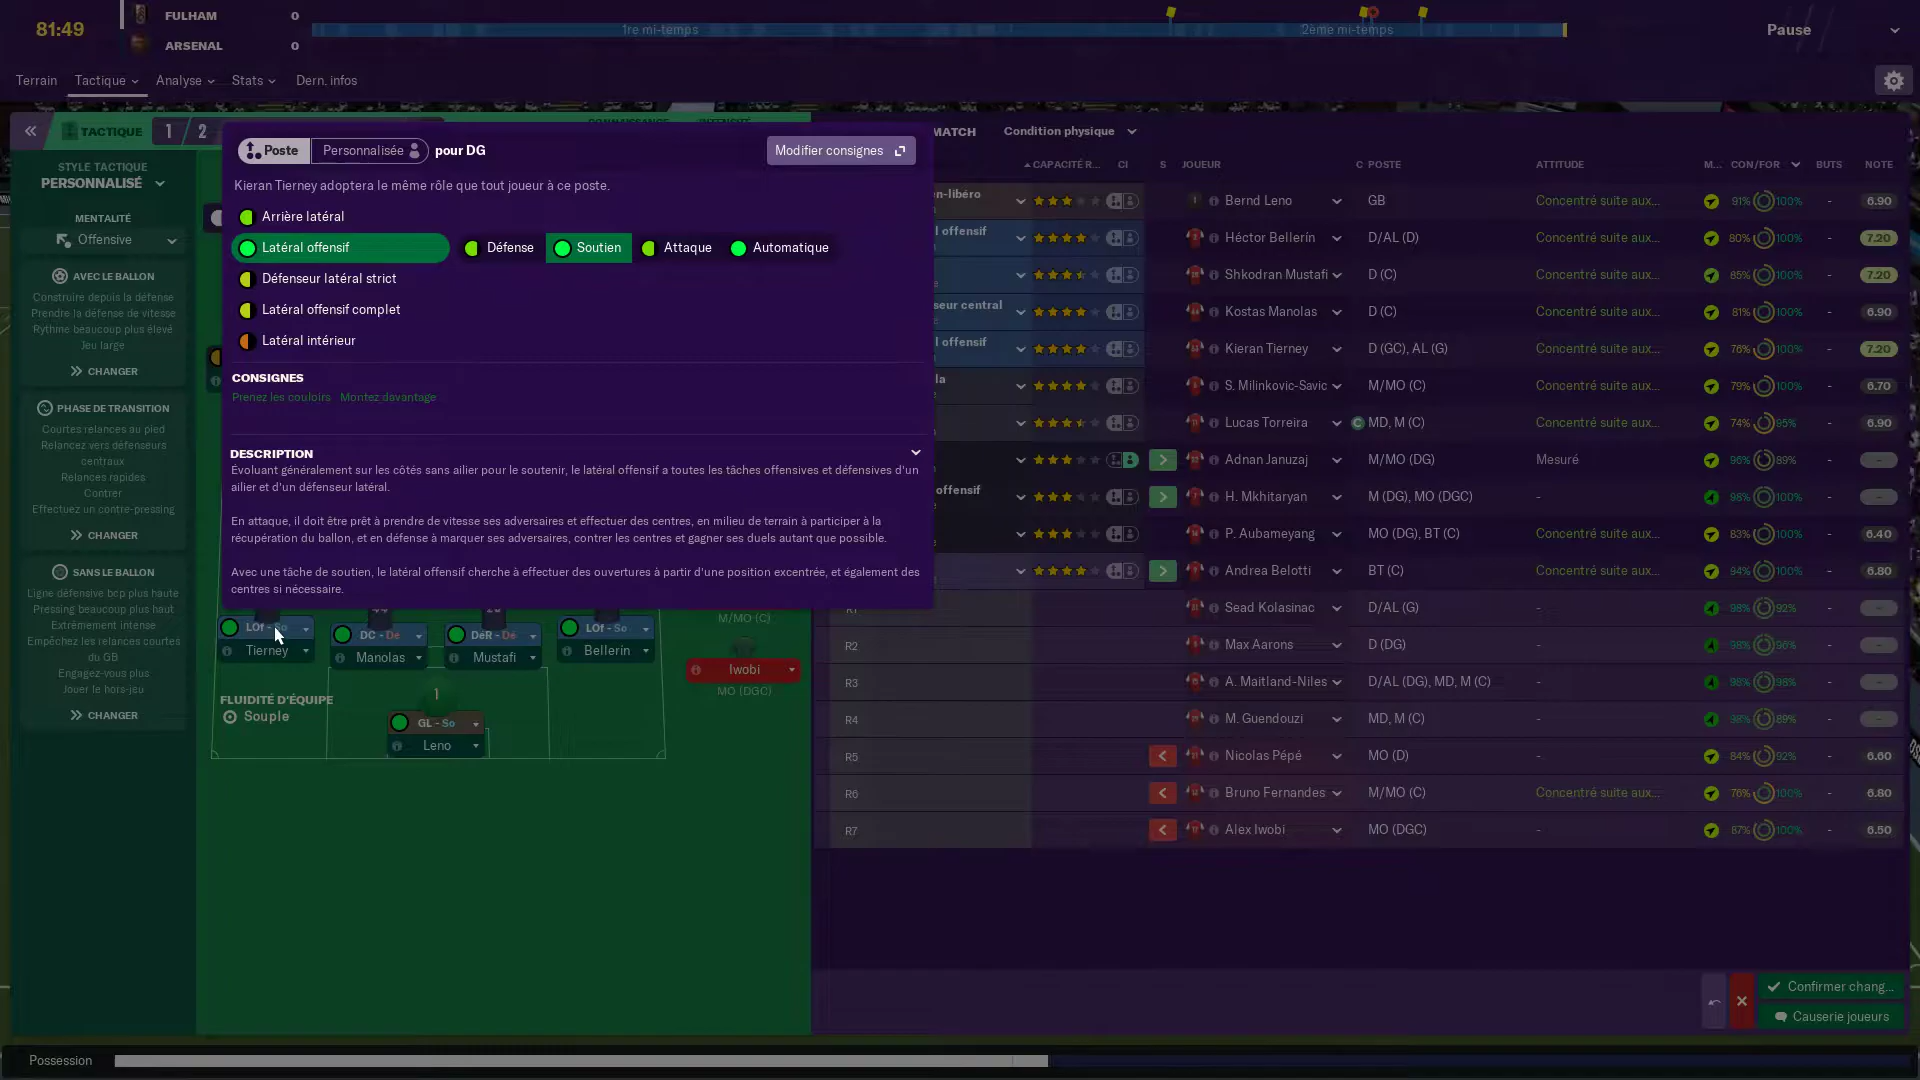 81:49
FULHAM 0
ARSENAL 0
1re mi-temps
2ème mi-temps
Pause
Terrain Tactique Analyse Stats Dern. infos
TACTIQUE 1 / 2
STYLE TACTIQUE
PERSONNALISÉ
MENTALITÉ
Offensive
AVEC LE BALLON
Construire depuis la défense
Prendre la défense de vitesse
Rythme beaucoup plus élevé
Jeu large
CHANGER
PHASE DE TRANSITION
Courtes relances au pied
Relancez vers défenseurs
centraux
Relances rapides
Contrer
Effectuez un contre-pressing
CHANGER
SANS LE BALLON
Ligne défensive bcp plus haute
Pressing beaucoup plus haut
Extrêmement intense
Empêchez les relances courtes
du GB
Engagez-vous plus
Jouer le hors-jeu
CHANGER
Poste Personnalisée pour DG
Modifier consignes
Kieran Tierney adoptera le même rôle que tout joueur à ce poste.
Arrière latéral
Latéral offensif Défense Soutien Attaque Automatique
Défenseur latéral strict
Latéral offensif complet
Latéral intérieur
CONSIGNES
Prenez les couloirs Montez davantage
DESCRIPTION
Évoluant généralement sur les côtés sans ailier pour le soutenir, le latéral offensif a toutes les tâches offensives et défensives d'un
ailier et d'un défenseur latéral.
En attaque, il doit être prêt à prendre de vitesse ses adversaires et effectuer des centres, en milieu de terrain à participer à la
récupération du ballon, et en défense à marquer ses adversaires, contrer les centres et gagner ses duels autant que possible.
Avec une tâche de soutien, le latéral offensif cherche à effectuer des ouvertures à partir d'une position excentrée, et également des
centres si nécessaire.
LOf - So DC - Dé DéR - Dé LOf - So
Tierney Manolas Mustafi Bellerín
M/MO (C)
Iwobi
MO (DGC)
FLUIDITÉ D'ÉQUIPE
Souple
1
GL - So
Leno
MATCH Condition physique
CAPACITÉ R... CI S JOUEUR C POSTE ATTITUDE M... CON/FOR BUTS NOTE
en-libéro Bernd Leno GB Concentré suite aux... 91% 100% - 6.90
l offensif Héctor Bellerín D/AL (D) Concentré suite aux... 80% 100% - 7.20
Shkodran Mustafi D (C) Concentré suite aux... 85% 100% - 7.20
seur central Kostas Manolas D (C) Concentré suite aux... 81% 100% - 6.90
l offensif Kieran Tierney D (GC), AL (G) Concentré suite aux... 76% 100% - 7.20
la S. Milinkovic-Savic M/MO (C) Concentré suite aux... 79% 100% - 6.70
Lucas Torreira C MD, M (C) Concentré suite aux... 74% 95% - 6.90
Adnan Januzaj M/MO (DG) Mesuré 96% 89% - -
offensif H. Mkhitaryan M (DG), MO (DGC) - 98% 100% - -
P. Aubameyang MO (DG), BT (C) Concentré suite aux... 83% 100% - 6.40
Andrea Belotti BT (C) Concentré suite aux... 94% 100% - 6.80
R1 Sead Kolasinac D/AL (G) - 98% 92% - -
R2 Max Aarons D (DG) - 98% 96% - -
R3 A. Maitland-Niles D/AL (DG), MD, M (C) - 98% 98% - -
R4 M. Guendouzi MD, M (C) - 98% 89% - -
R5 Nicolas Pépé MO (D) - 84% 92% - 6.60
R6 Bruno Fernandes M/MO (C) Concentré suite aux... 76% 100% - 6.80
R7 Alex Iwobi MO (DGC) - 87% 100% - 6.50
Confirmer chang...
Causerie joueurs
Possession